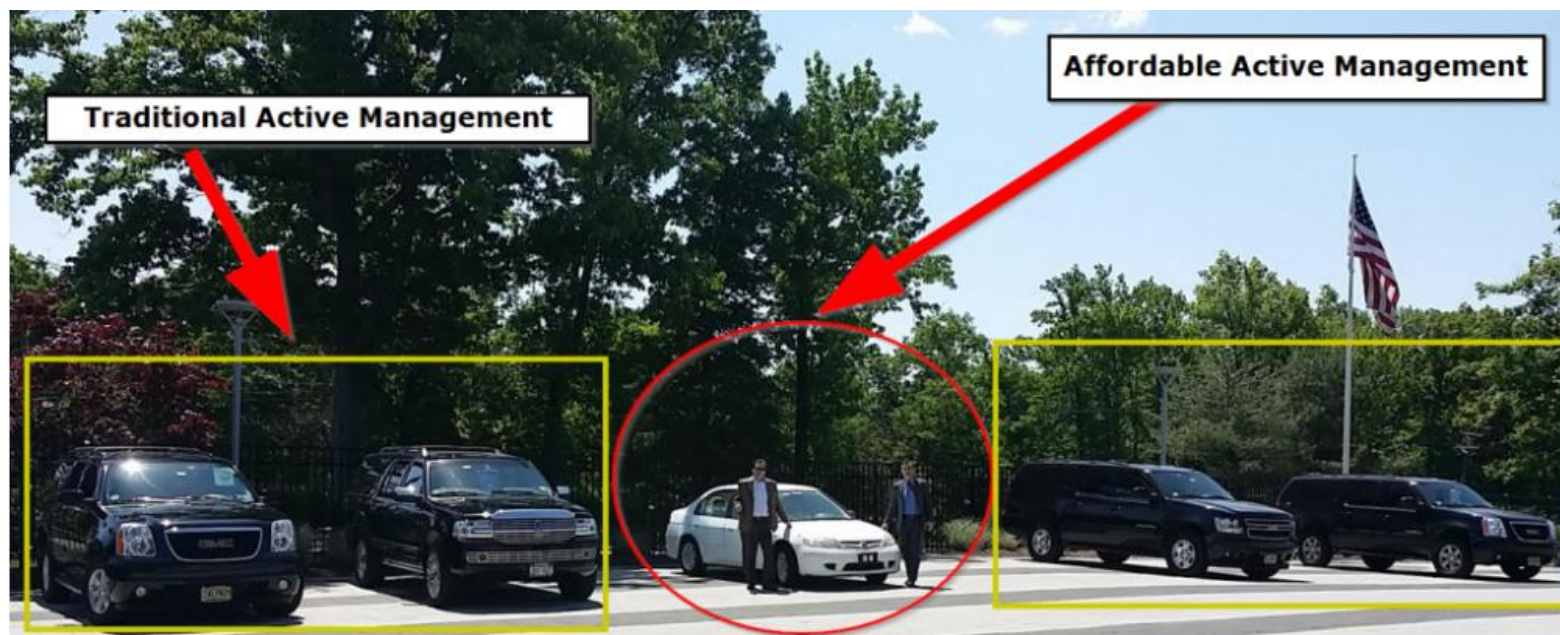 Affordable Active Management
Traditional Active Management
GMC